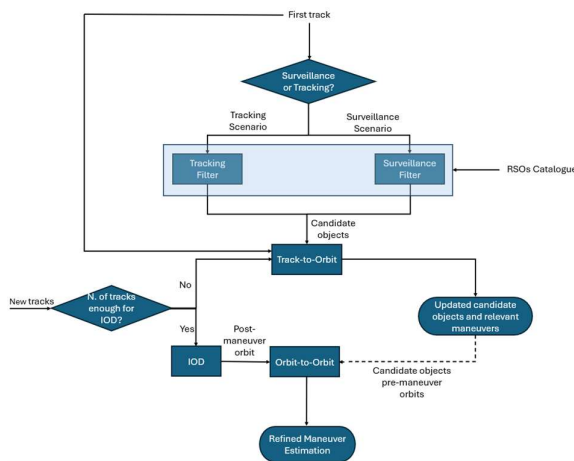 First track
Surveillance
or Tracking?
Tracking
Scenario
Surveillance
Scenario
Tracking
Filter
Surveillance
Filter
RSOs Catalogue
Candidate
objects
Track-to-Orbit
No
New tracks
N. of tracks
enough for
IOD?
Updated candidate
objects and relevant
maneuvers
Yes
Post-
maneuver
orbit
IOD
Orbit-to-Orbit
Candidate objects
pre-maneuver
orbits
Refined Maneuver
Estimation